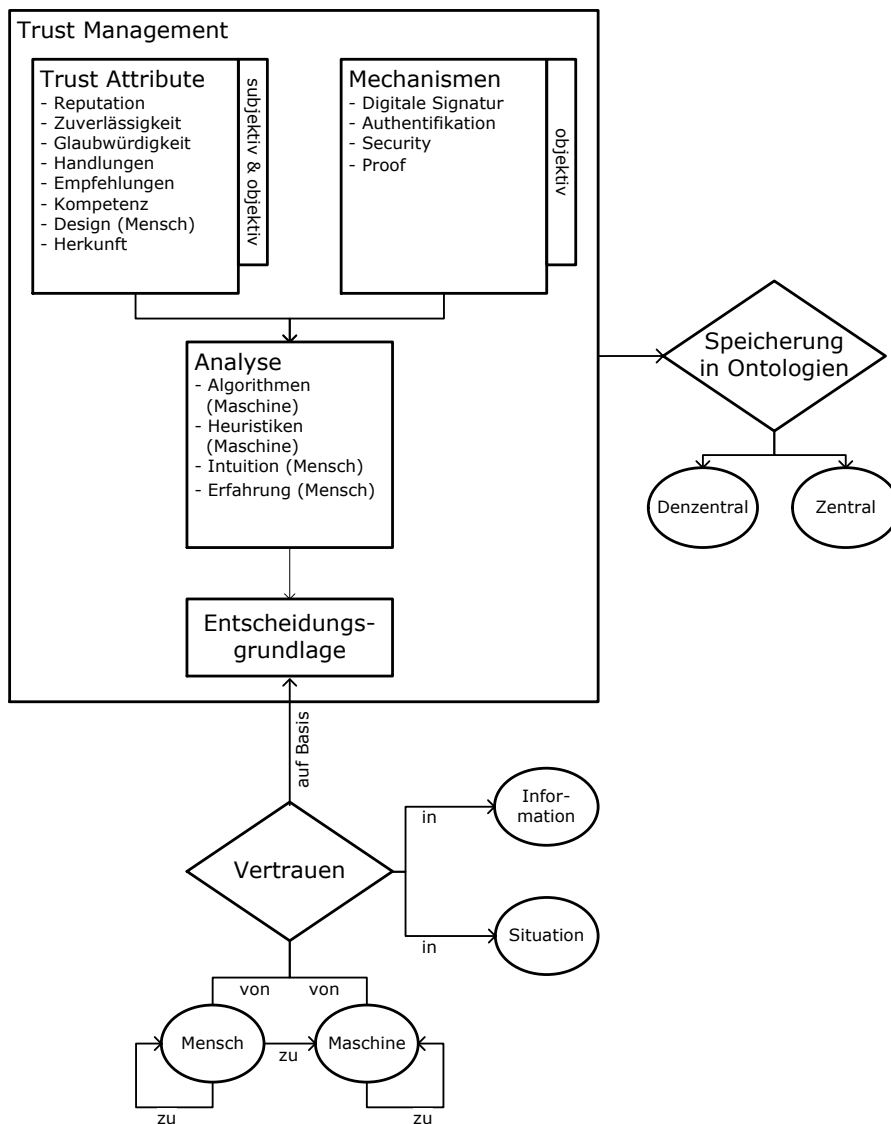 Trust Management
Trust Attribute
- Reputation
- Zuverlässigkeit
- Glaubwürdigkeit
- Handlungen
- Empfehlungen
- Kompetenz
- Design (Mensch)
- Herkunft
subjektiv & objektiv
Mechanismen
- Digitale Signatur
- Authentifikation
- Security
- Proof
objektiv
Analyse
- Algorithmen
(Maschine)
- Heuristiken
(Maschine)
- Intuition (Mensch)
- Erfahrung (Mensch)
Entscheidungs-
grundlage
Speicherung
in Ontologien
Denzentral
Zentral
auf Basis
Vertrauen
in
Infor-
mation
in
Situation
von
von
Mensch
zu
Maschine
zu
zu